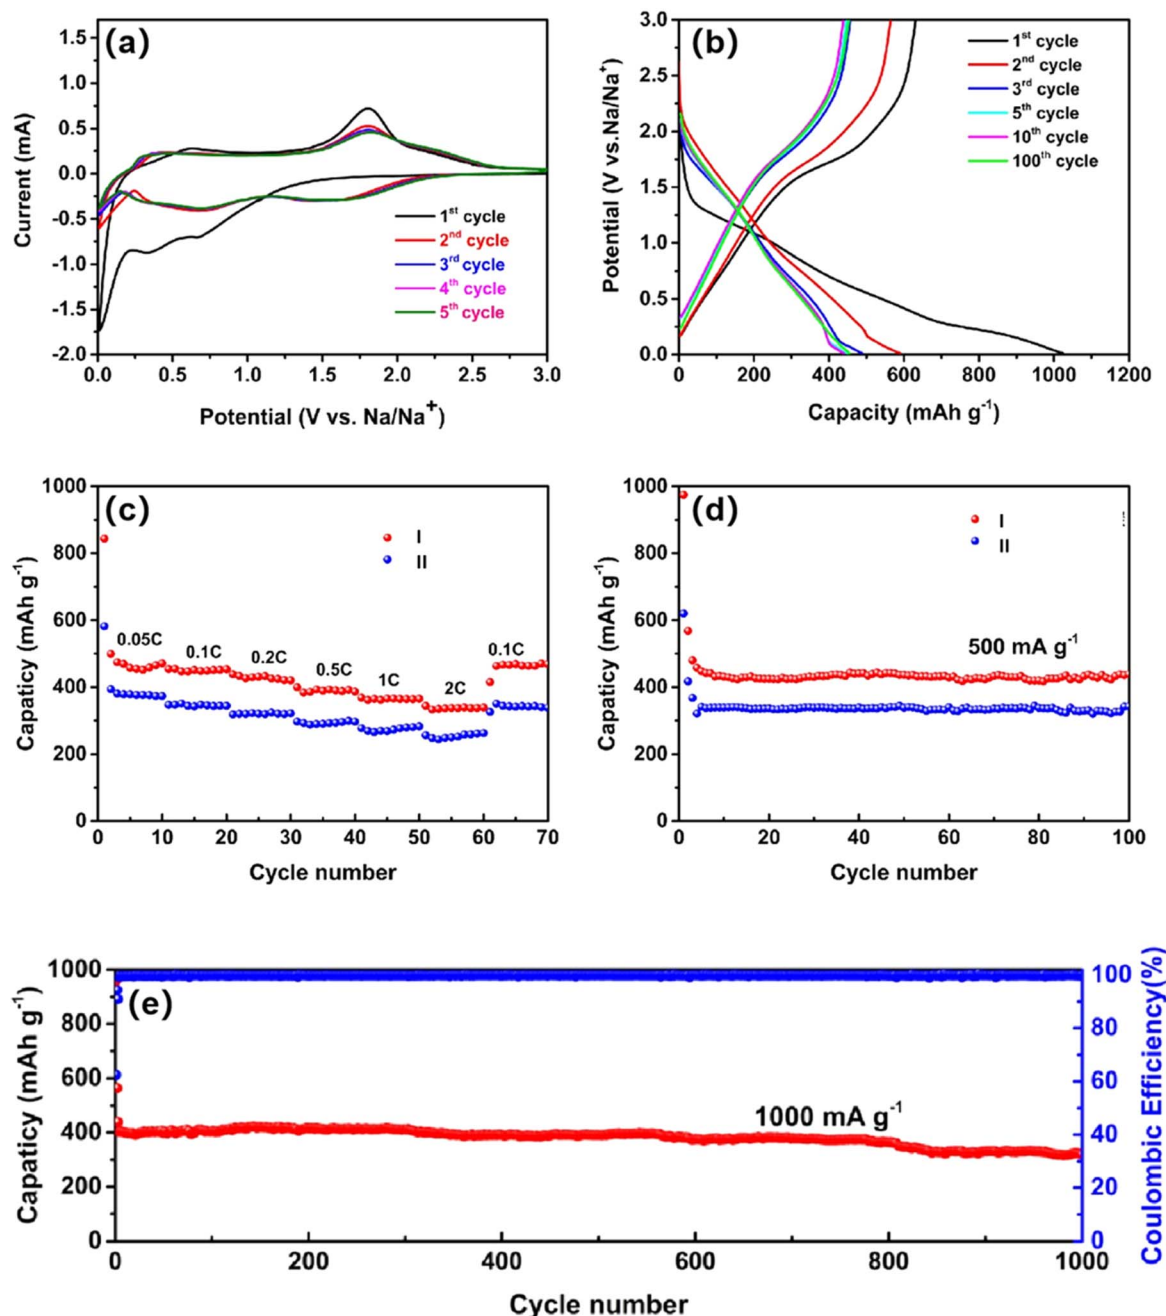 (a)
1.5
1.0
0.5
0.0
-0.5
-1.0
-1.5
-2.0
Current (mA)
1st cycle
2nd cycle
3rd cycle
4th cycle
5th cycle
0.0 0.5 1.0 1.5 2.0 2.5 3.0
Potential (V vs. Na/Na+)
(b)
3.0
2.5
2.0
1.5
1.0
0.5
0.0
Potential (V vs.Na/Na+)
1st cycle
2nd cycle
3rd cycle
5th cycle
10th cycle
100th cycle
0 200 400 600 800 1000 1200
Capacity (mAh g-1)
(c)
1000
800
600
400
200
0
Capaticy (mAh g-1)
I
II
0.05C
0.1C
0.2C
0.5C
1C
2C
0.1C
0 10 20 30 40 50 60 70
Cycle number
(d)
1000
800
600
400
200
0
Capaticy (mAh g-1)
I
II
500 mA g-1
0 20 40 60 80 100
Cycle number
(e)
1000
800
600
400
200
0
Capaticy (mAh g-1)
1000 mA g-1
100
80
60
40
20
0
Coulombic Efficiency(%)
0 200 400 600 800 1000
Cycle number